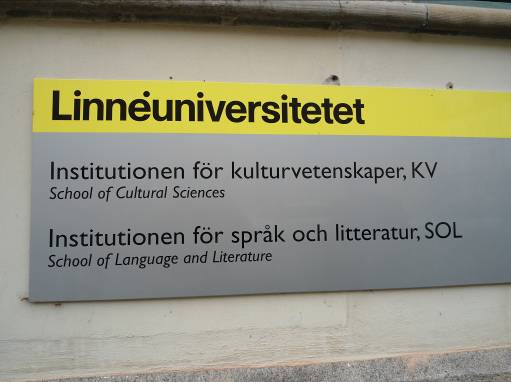 Linnéuniversitetet
Institutionen för kulturvetenskaper, KV
School of Cultural Sciences
Institutionen för språk och litteratur, SOL
School of Language and Literature